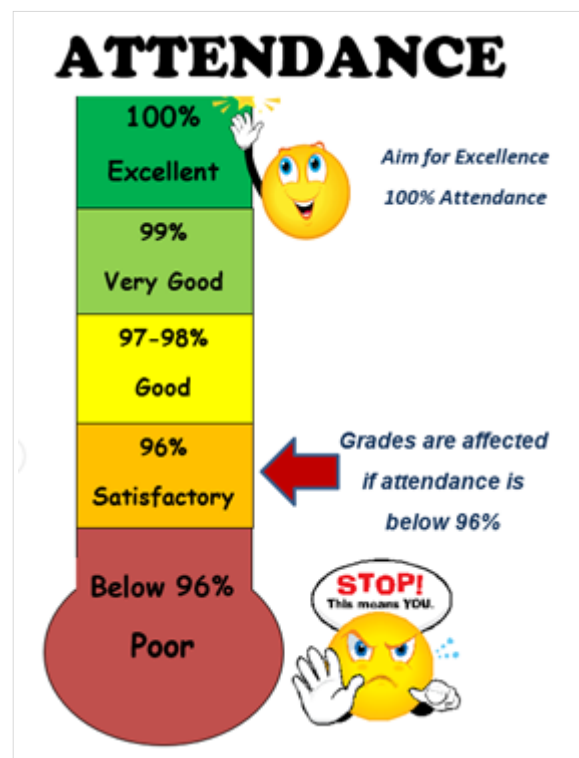 ATTENDANCE
100%
Excellent
Aim for Excellence
100% Attendance
99%
Very Good
97-98%
Good
96%
Satisfactory
Grades are affected
if attendance is
below 96%
Below 96%
Poor
STOP!
This means YOU.